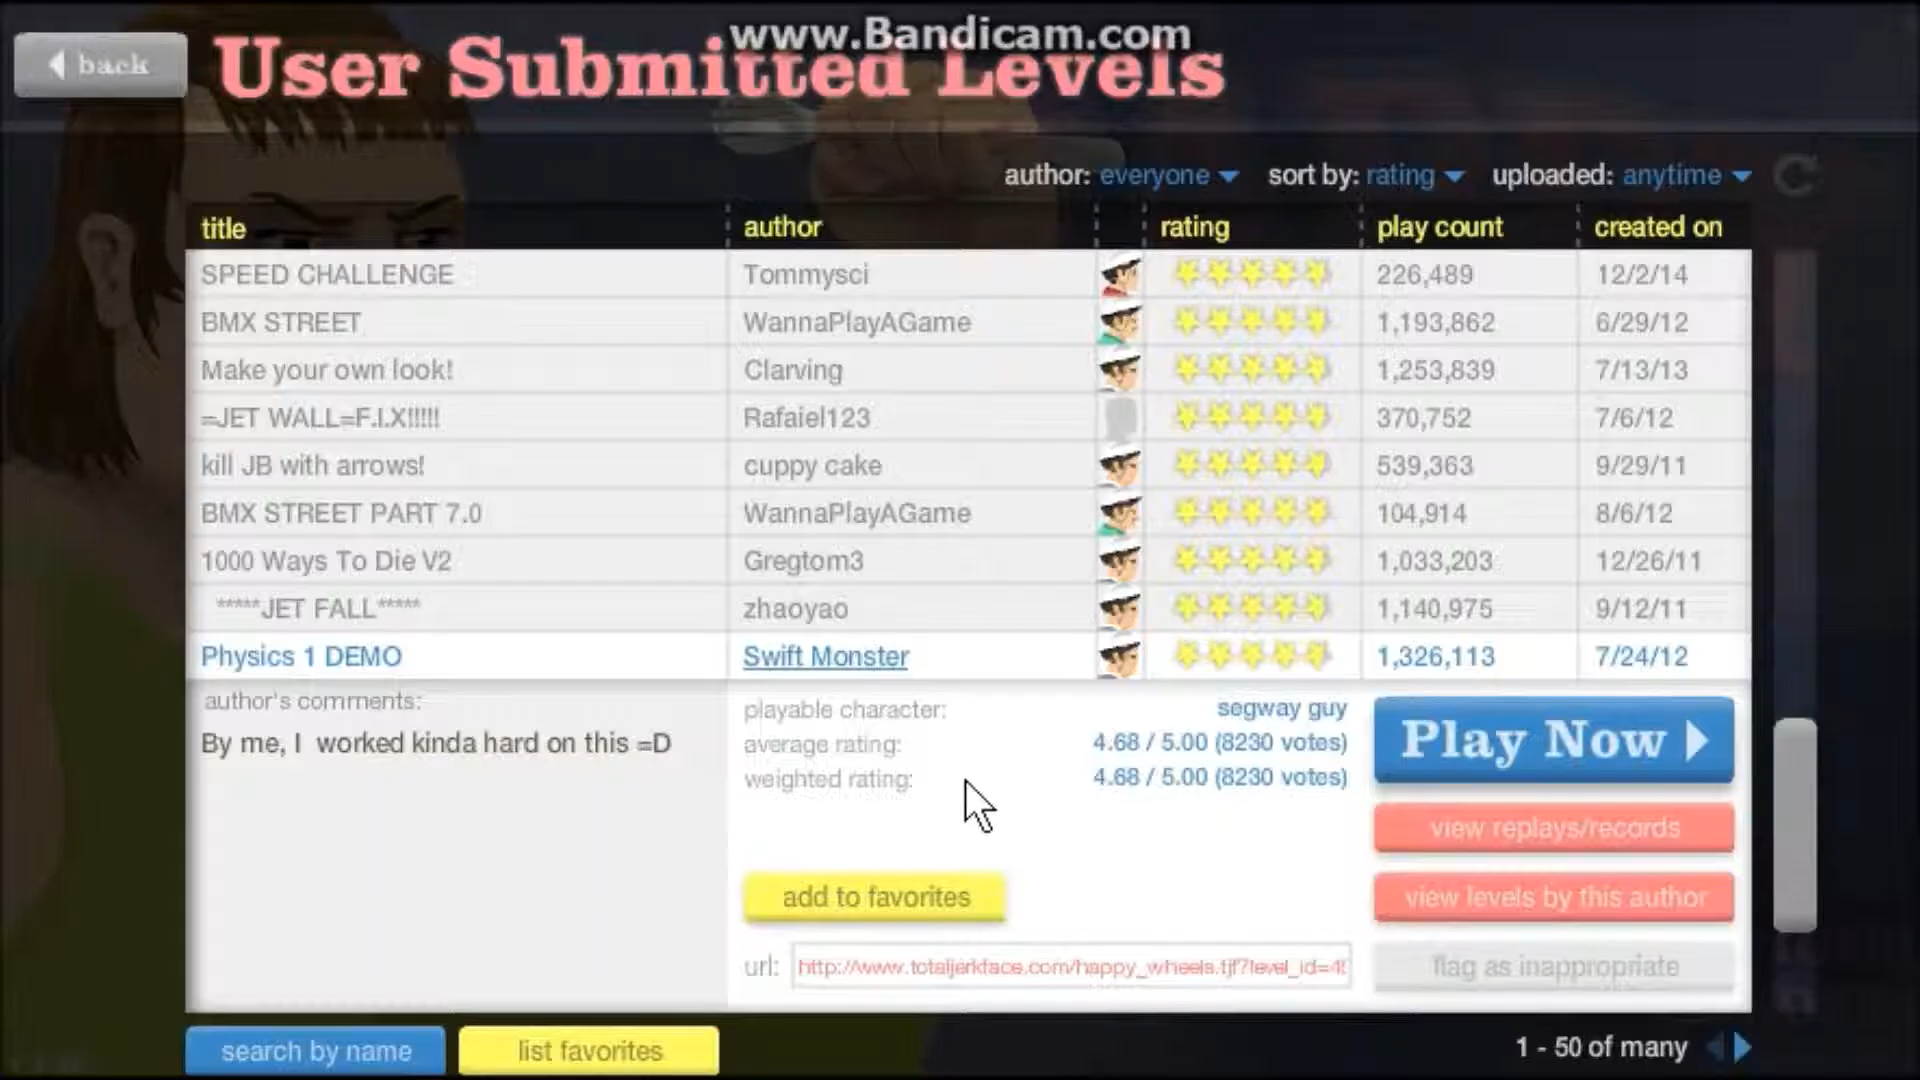 www.Bandicam.com
back
User Submitted Levels
author: everyone sort by: rating uploaded: anytime
title author rating play count created on
SPEED CHALLENGE Tommysci 226,489 12/2/14
BMX STREET WannaPlayAGame 1,193,862 6/29/12
Make your own look! Clarving 1,253,839 7/13/13
=JET WALL=F.I.X!!!!! Rafaiel123 370,752 7/6/12
kill JB with arrows! cuppy cake 539,363 9/29/11
BMX STREET PART 7.0 WannaPlayAGame 104,914 8/6/12
1000 Ways To Die V2 Gregtom3 1,033,203 12/26/11
*****JET FALL***** zhaoyao 1,140,975 9/12/11
Physics 1 DEMO Swift Monster 1,326,113 7/24/12
author's comments:
By me, I worked kinda hard on this =D
playable character: segway guy
average rating: 4.68 / 5.00 (8230 votes)
weighted rating: 4.68 / 5.00 (8230 votes)
Play Now
view replays/records
add to favorites
view levels by this author
url: http://www.totaljerkface.com/happy_wheels.tjf?level_id=4
flag as inappropriate
search by name
list favorites
1 - 50 of many